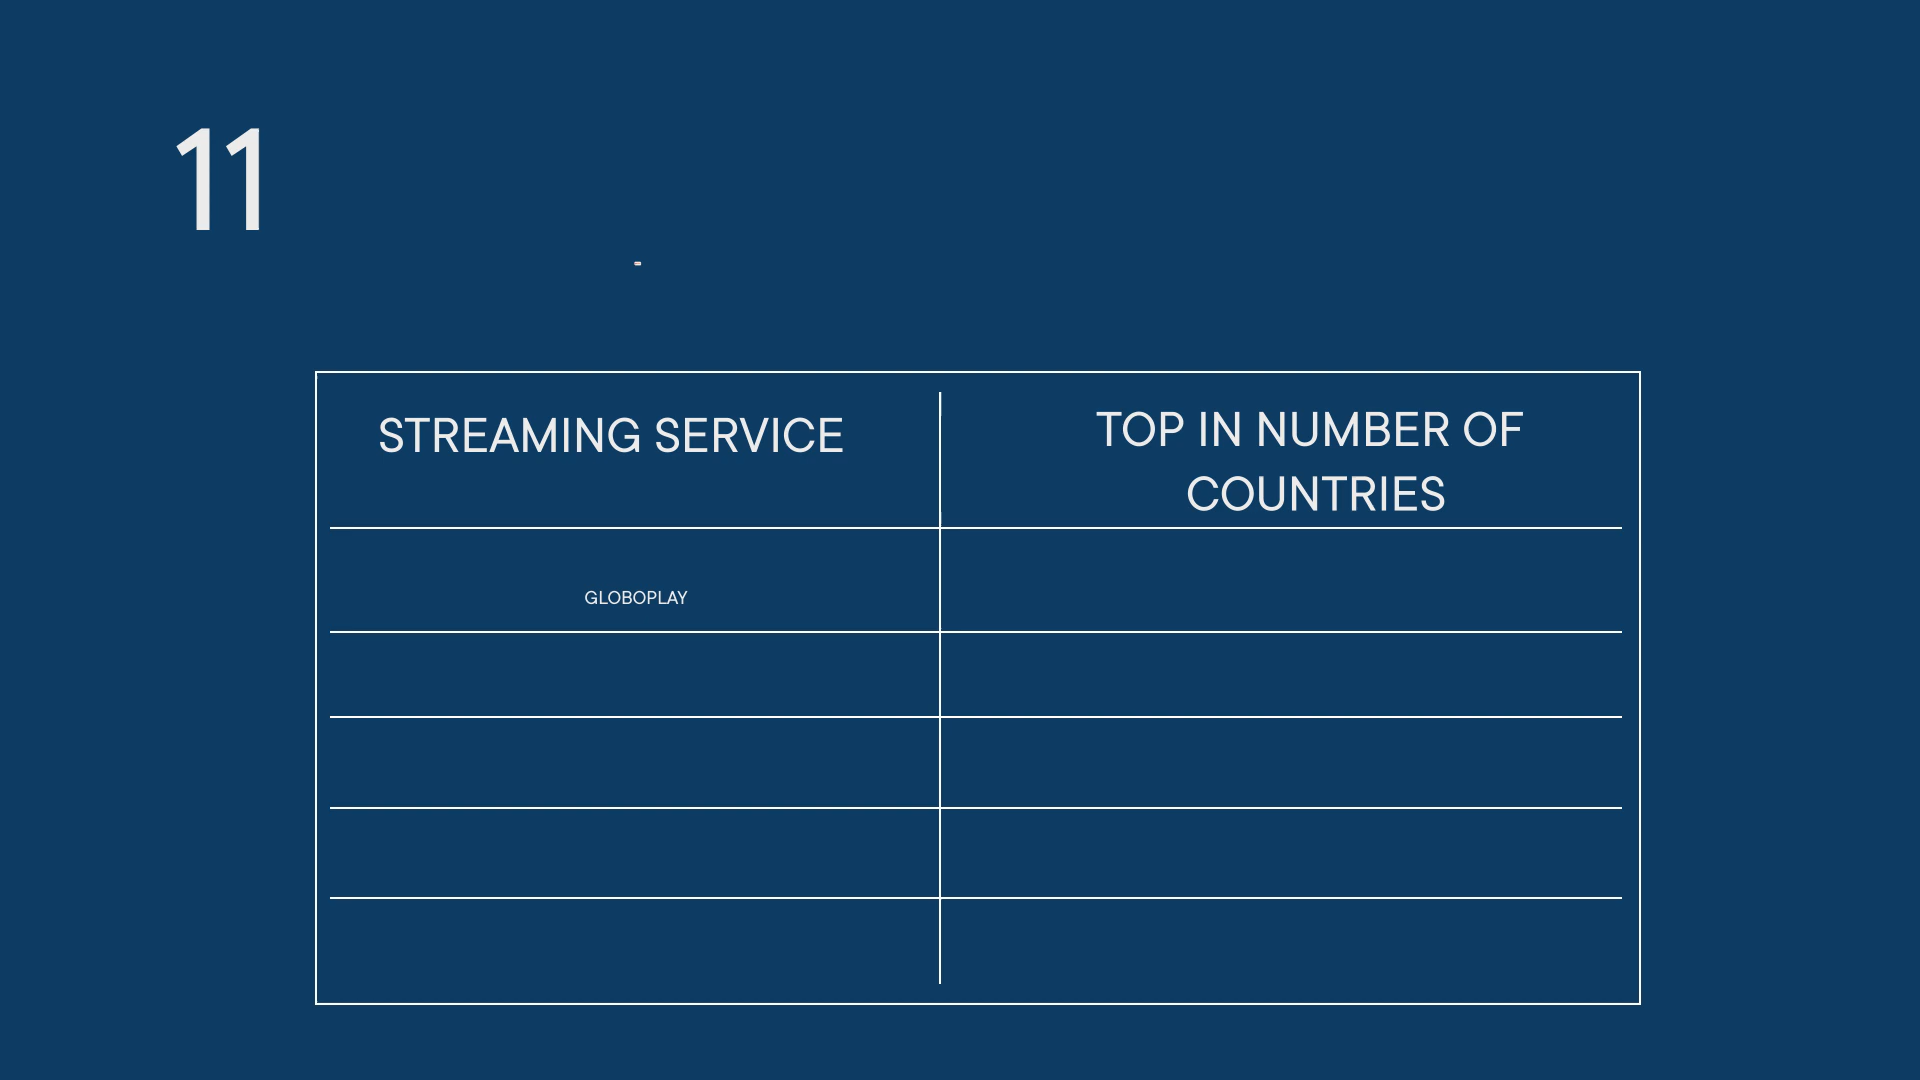 11
STREAMING SERVICE
TOP IN NUMBER OF
COUNTRIES
GLOBOPLAY